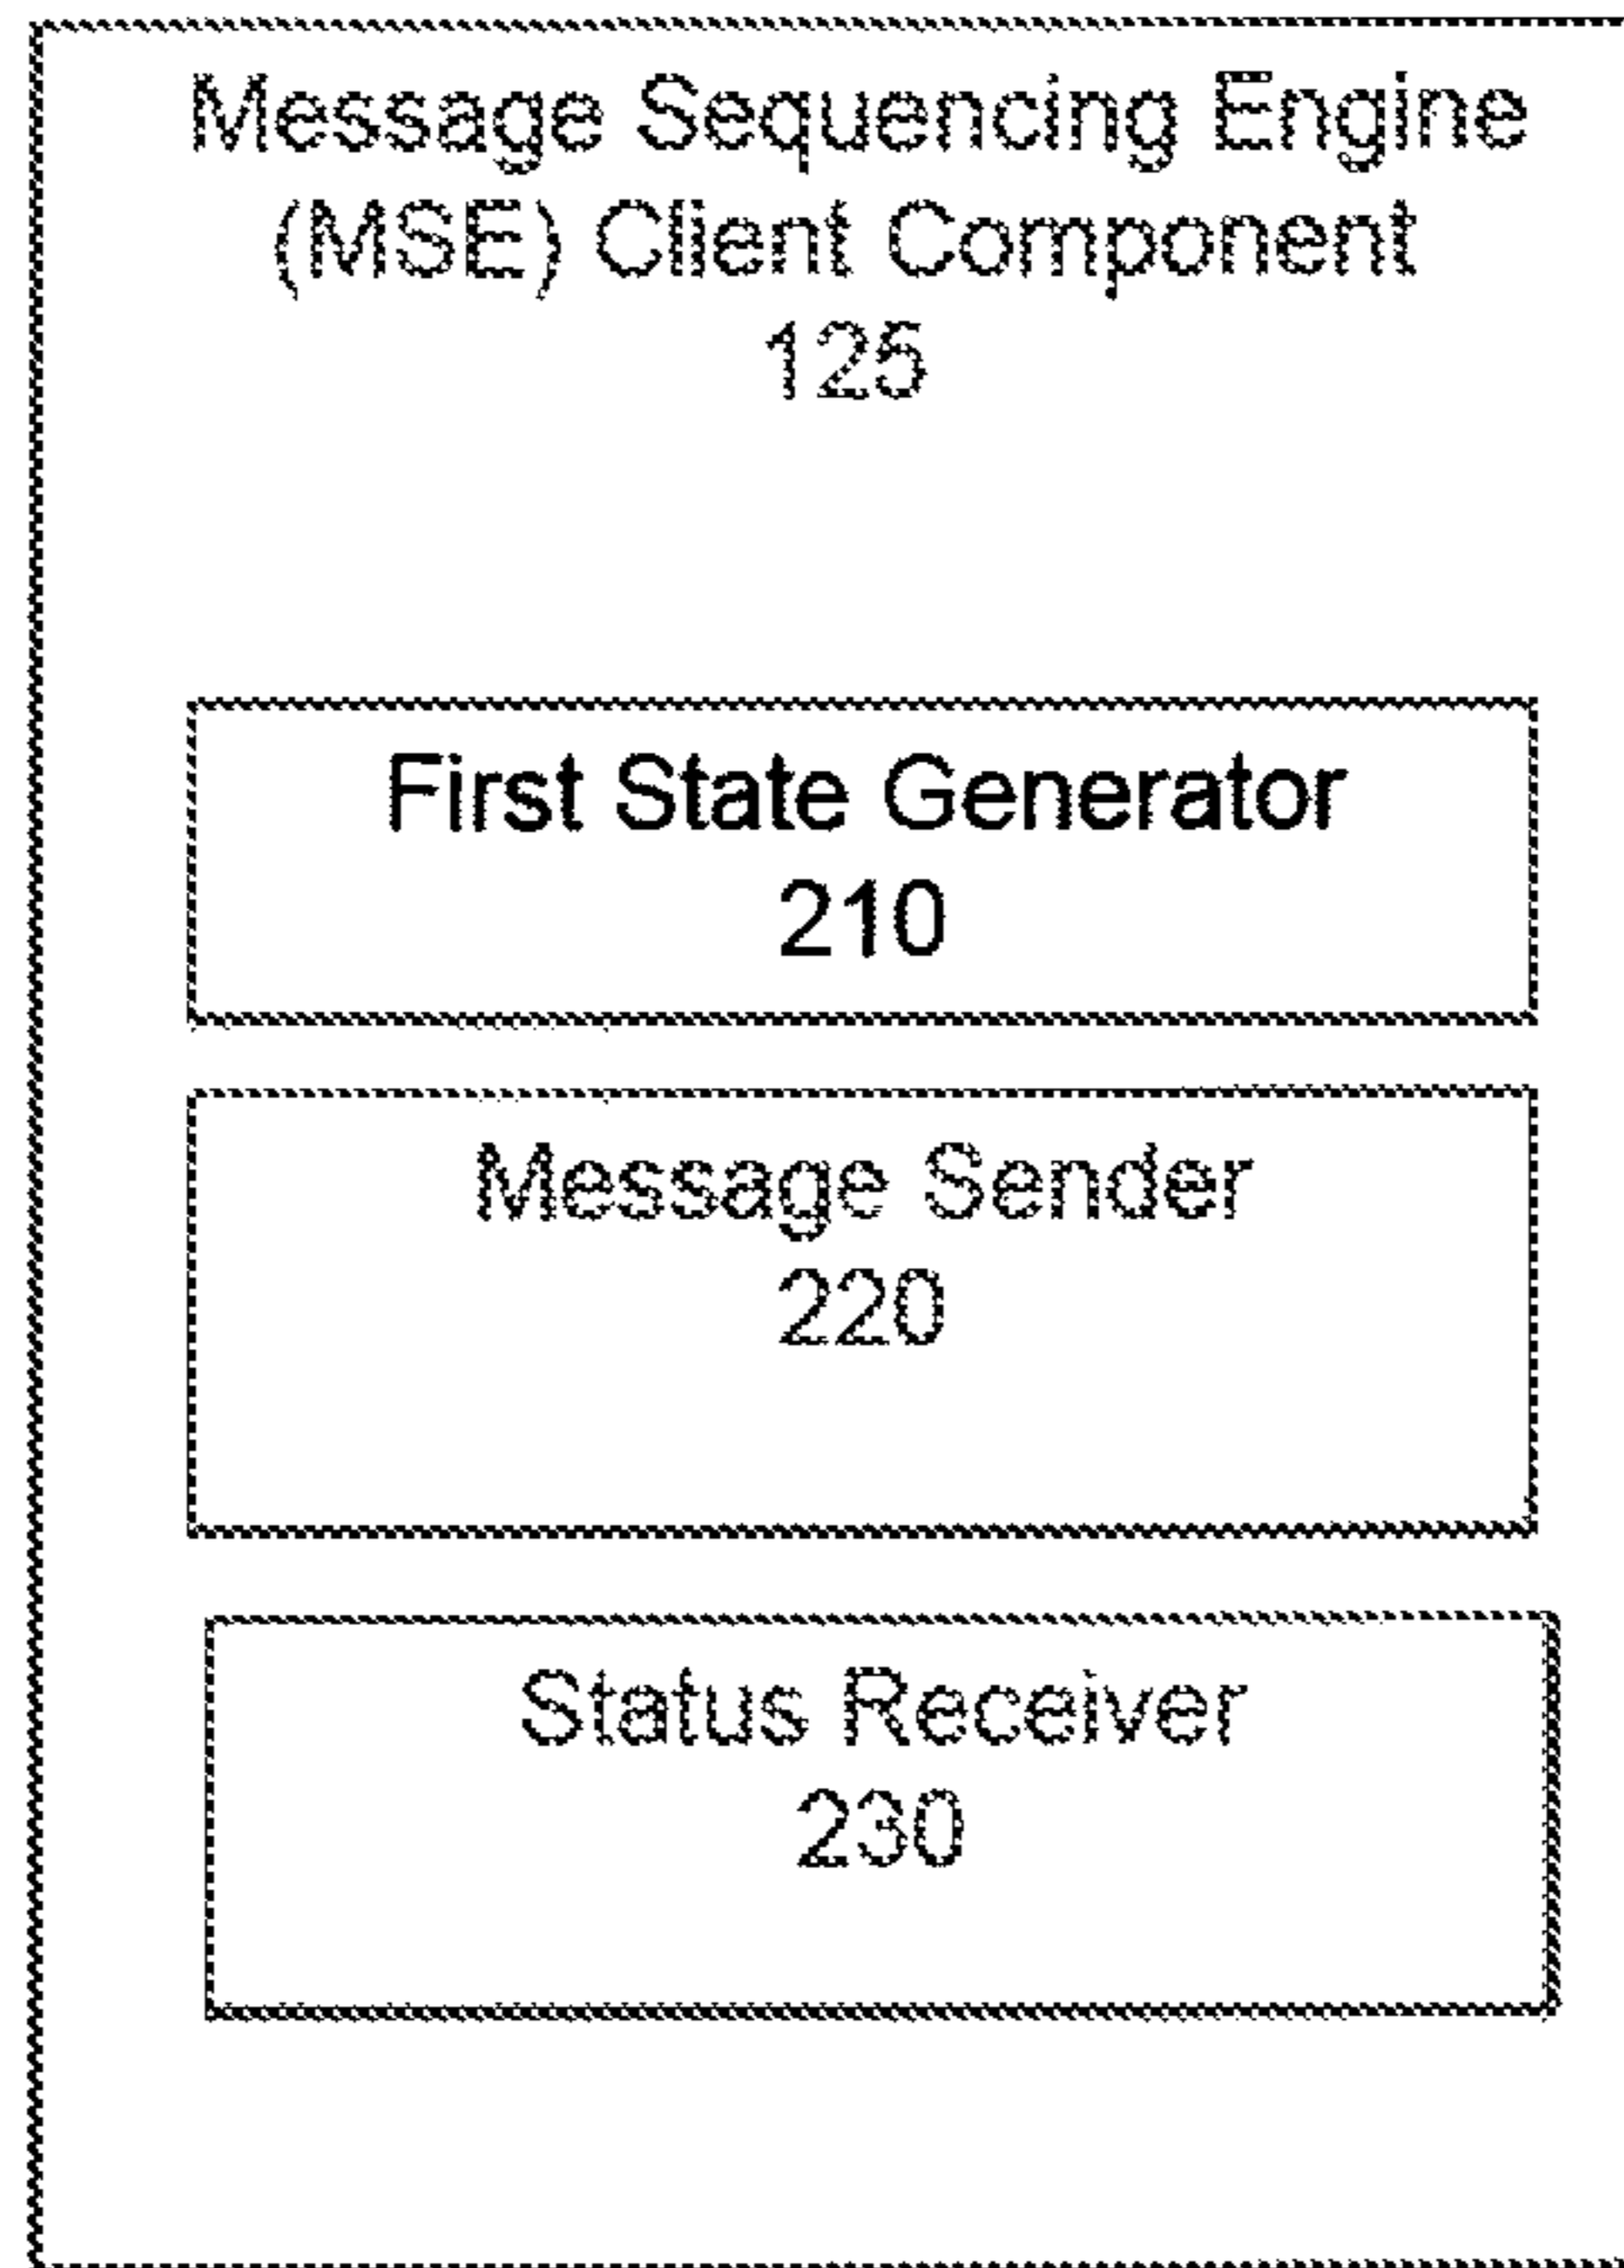 Message Sequencing Engine
(MSE) Client Component
125
First State Generator
210
Message Sender
220
Status Receiver
230